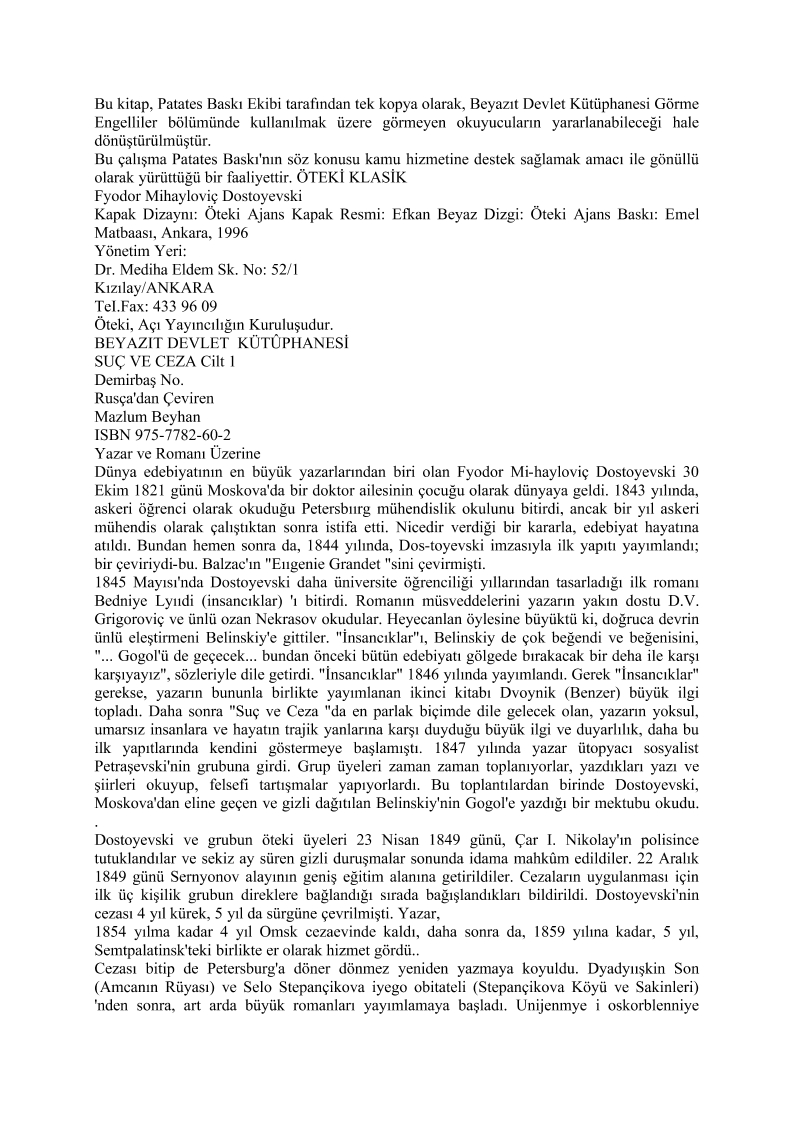 Bu kitap, Patates Baskı Ekibi tarafından tek kopya olarak, Beyazıt Devlet Kütüphanesi Görme
Engelliler bölümünde kullanılmak üzere görmeyen okuyucuların yararlanabileceği hale
dönüştürülmüştür.
Bu çalışma Patates Baskı'nın söz konusu kamu hizmetine destek sağlamak amacı ile gönüllü
olarak yürüttüğü bir faaliyettir. ÖTEKİ KLASİK
Fyodor Mihayloviç Dostoyevski
Kapak Dizaynı: Öteki Ajans Kapak Resmi: Efkan Beyaz Dizgi: Öteki Ajans Baskı: Emel
Matbaası, Ankara, 1996
Yönetim Yeri:
Dr. Mediha Eldem Sk. No: 52/1
Kızılay/ANKARA
TeI.Fax: 433 96 09
Öteki, Açı Yayıncılığın Kuruluşudur.
BEYAZIT DEVLET  KÜTÛPHANESİ
SUÇ VE CEZA Cilt 1
Demirbaş No.
Rusça'dan Çeviren
Mazlum Beyhan
ISBN 975-7782-60-2
Yazar ve Romanı Üzerine
Dünya edebiyatının en büyük yazarlarından biri olan Fyodor Mi-hayloviç Dostoyevski 30
Ekim 1821 günü Moskova'da bir doktor ailesinin çocuğu olarak dünyaya geldi. 1843 yılında,
askeri öğrenci olarak okuduğu Petersbıırg mühendislik okulunu bitirdi, ancak bir yıl askeri
mühendis olarak çalıştıktan sonra istifa etti. Nicedir verdiği bir kararla, edebiyat hayatına
atıldı. Bundan hemen sonra da, 1844 yılında, Dos-toyevski imzasıyla ilk yapıtı yayımlandı;
bir çeviriydi-bu. Balzac'ın "Eııgenie Grandet "sini çevirmişti.
1845 Mayısı'nda Dostoyevski daha üniversite öğrenciliği yıllarından tasarladığı ilk romanı
Bedniye Lyııdi (insancıklar) 'ı bitirdi. Romanın müsveddelerini yazarın yakın dostu D.V.
Grigoroviç ve ünlü ozan Nekrasov okudular. Heyecanlan öylesine büyüktü ki, doğruca devrin
ünlü eleştirmeni Belinskiy'e gittiler. "İnsancıklar"ı, Belinskiy de çok beğendi ve beğenisini,
"... Gogol'ü de geçecek... bundan önceki bütün edebiyatı gölgede bırakacak bir deha ile karşı
karşıyayız", sözleriyle dile getirdi. "İnsancıklar" 1846 yılında yayımlandı. Gerek "İnsancıklar"
gerekse, yazarın bununla birlikte yayımlanan ikinci kitabı Dvoynik (Benzer) büyük ilgi
topladı. Daha sonra "Suç ve Ceza "da en parlak biçimde dile gelecek olan, yazarın yoksul,
umarsız insanlara ve hayatın trajik yanlarına karşı duyduğu büyük ilgi ve duyarlılık, daha bu
ilk yapıtlarında kendini göstermeye başlamıştı. 1847 yılında yazar ütopyacı sosyalist
Petraşevski'nin grubuna girdi. Grup üyeleri zaman zaman toplanıyorlar, yazdıkları yazı ve
şiirleri okuyup, felsefi tartışmalar yapıyorlardı. Bu toplantılardan birinde Dostoyevski,
Moskova'dan eline geçen ve gizli dağıtılan Belinskiy'nin Gogol'e yazdığı bir mektubu okudu.
.
Dostoyevski ve grubun öteki üyeleri 23 Nisan 1849 günü, Çar I. Nikolay'ın polisince
tutuklandılar ve sekiz ay süren gizli duruşmalar sonunda idama mahkûm edildiler. 22 Aralık
1849 günü Sernyonov alayının geniş eğitim alanına getirildiler. Cezaların uygulanması için
ilk üç kişilik grubun direklere bağlandığı sırada bağışlandıkları bildirildi. Dostoyevski'nin
cezası 4 yıl kürek, 5 yıl da sürgüne çevrilmişti. Yazar,
1854 yılma kadar 4 yıl Omsk cezaevinde kaldı, daha sonra da, 1859 yılına kadar, 5 yıl,
Semtpalatinsk'teki birlikte er olarak hizmet gördü..
Cezası bitip de Petersburg'a döner dönmez yeniden yazmaya koyuldu. Dyadyıışkin Son
(Amcanın Rüyası) ve Selo Stepançikova iyego obitateli (Stepançikova Köyü ve Sakinleri)
'nden sonra, art arda büyük romanları yayımlamaya başladı. Unijenmye i oskorblenniye